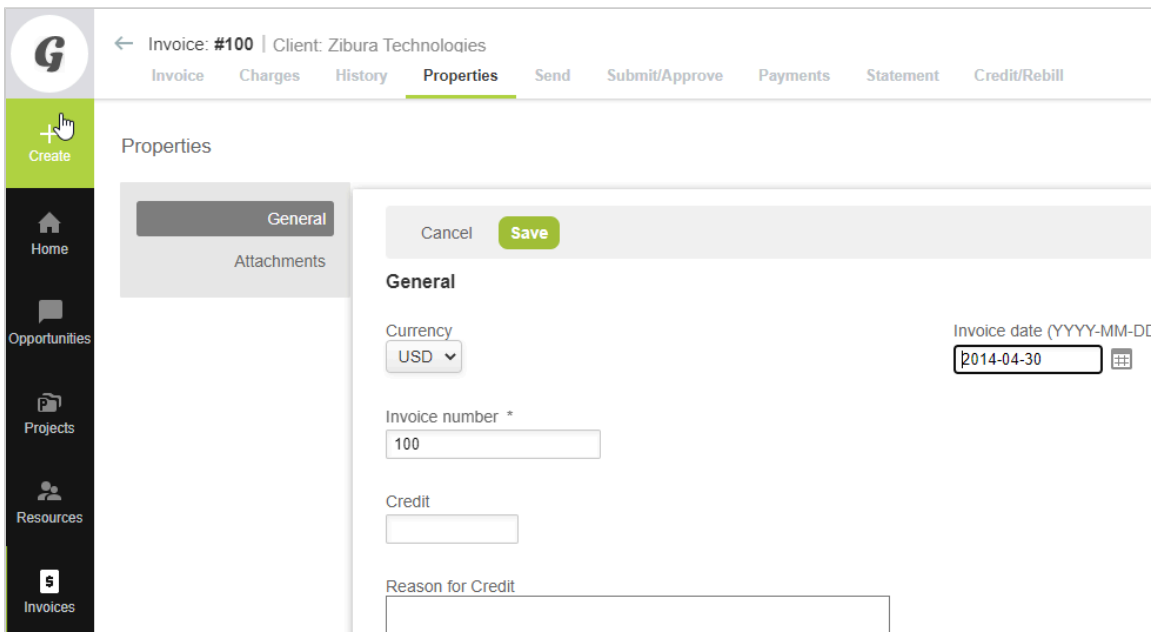 G
← Invoice: #100 | Client: Zibura Technologies
Invoice Charges History Properties Send Submit/Approve Payments Statement Credit/Rebill
+
Create
Properties
Home
Opportunities
Projects
Resources
$
Invoices
General
Attachments
Cancel Save
General
Currency
USD
Invoice date (YYYY-MM-DD
2014-04-30
Invoice number *
100
Credit
Reason for Credit